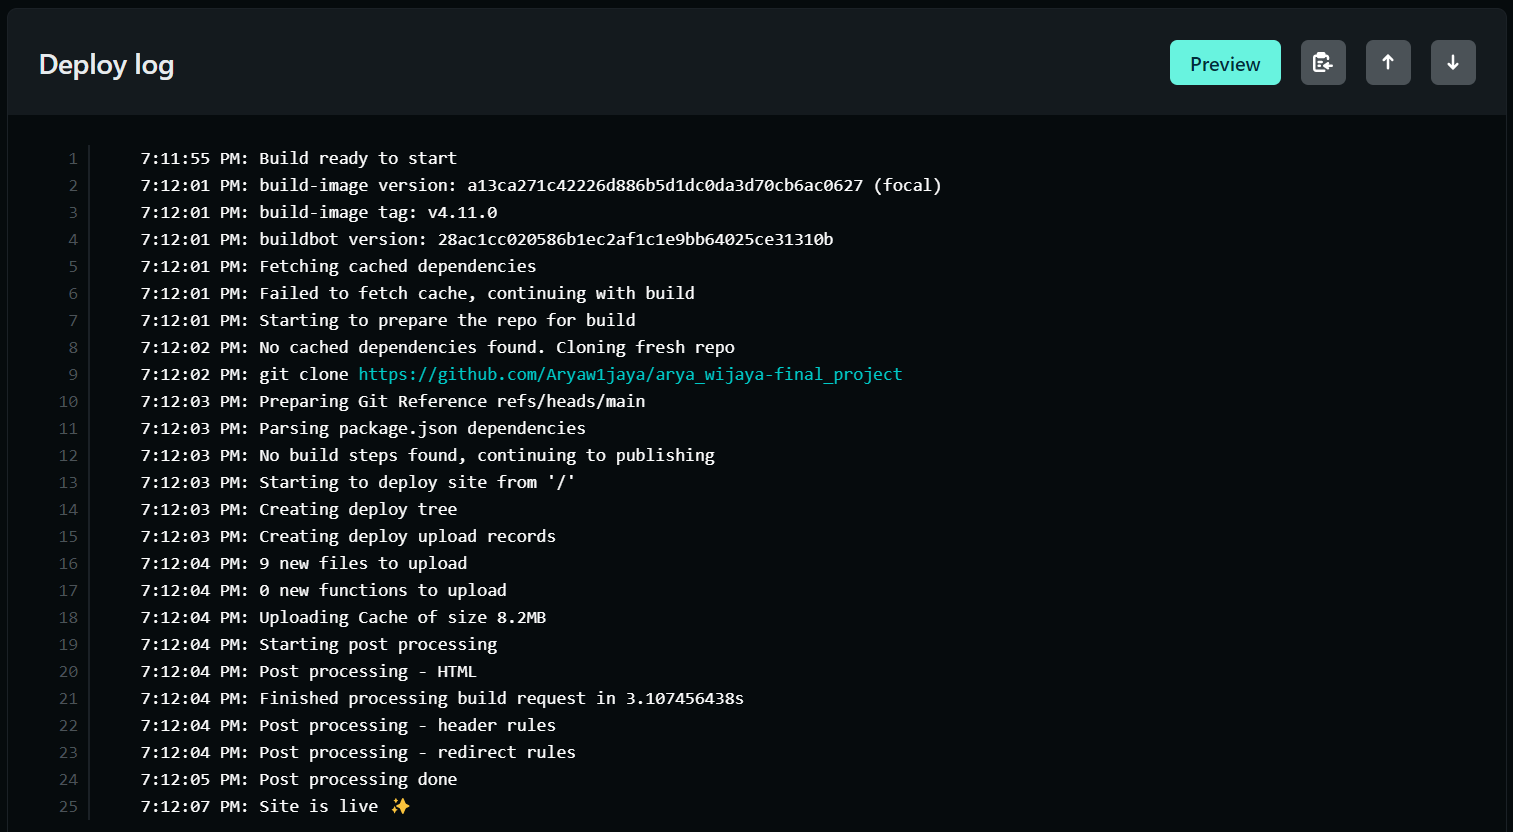 Deploy log
Preview
1 7:11:55 PM: Build ready to start
2 7:12:01 PM: build-image version: a13ca271c42226d886b5d1dc0da3d70cb6ac0627 (focal)
3 7:12:01 PM: build-image tag: v4.11.0
4 7:12:01 PM: buildbot version: 28ac1cc020586b1ec2af1c1e9bb64025ce31310b
5 7:12:01 PM: Fetching cached dependencies
6 7:12:01 PM: Failed to fetch cache, continuing with build
7 7:12:01 PM: Starting to prepare the repo for build
8 7:12:02 PM: No cached dependencies found. Cloning fresh repo
9 7:12:02 PM: git clone https://github.com/Aryaw1jaya/arya_wijaya-final_project
10 7:12:03 PM: Preparing Git Reference refs/heads/main
11 7:12:03 PM: Parsing package.json dependencies
12 7:12:03 PM: No build steps found, continuing to publishing
13 7:12:03 PM: Starting to deploy site from '/'
14 7:12:03 PM: Creating deploy tree
15 7:12:03 PM: Creating deploy upload records
16 7:12:04 PM: 9 new files to upload
17 7:12:04 PM: 0 new functions to upload
18 7:12:04 PM: Uploading Cache of size 8.2MB
19 7:12:04 PM: Starting post processing
20 7:12:04 PM: Post processing - HTML
21 7:12:04 PM: Finished processing build request in 3.107456438s
22 7:12:04 PM: Post processing - header rules
23 7:12:04 PM: Post processing - redirect rules
24 7:12:05 PM: Post processing done
25 7:12:07 PM: Site is live ✨